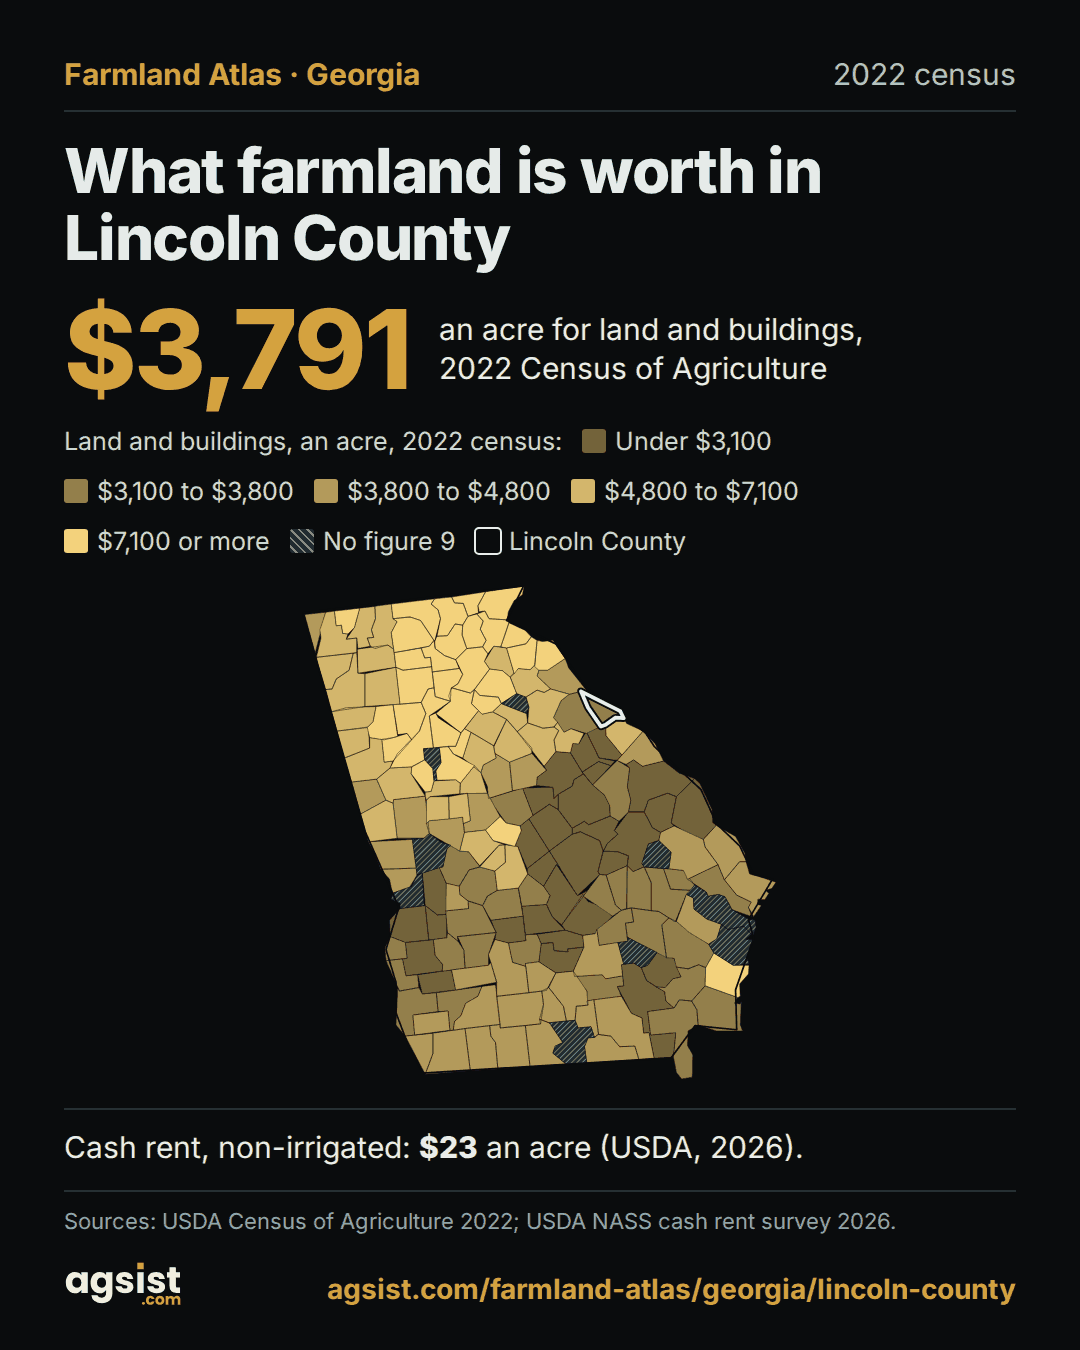 Farmland Atlas · Georgia
2022 census
What farmland is worth in
Lincoln County
$3,791
an acre for land and buildings,
2022 Census of Agriculture
Land and buildings, an acre, 2022 census: Under $3,100
$3,100 to $3,800 $3,800 to $4,800 $4,800 to $7,100
$7,100 or more No figure 9 Lincoln County
Cash rent, non-irrigated: $23 an acre (USDA, 2026).
Sources: USDA Census of Agriculture 2022; USDA NASS cash rent survey 2026.
agsist
.com
agsist.com/farmland-atlas/georgia/lincoln-county